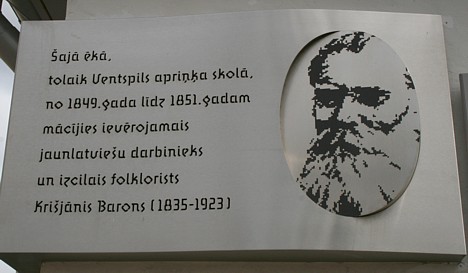 Šajā ēkā,
tolaik Ventspils apriņķa skolā,
no 1849.gada līdz 1851.gadam
mācījies ievērojamais
jaunlatviešu darbinieks
un izcilais folklorists
Krišjānis Barons (1835-1923)